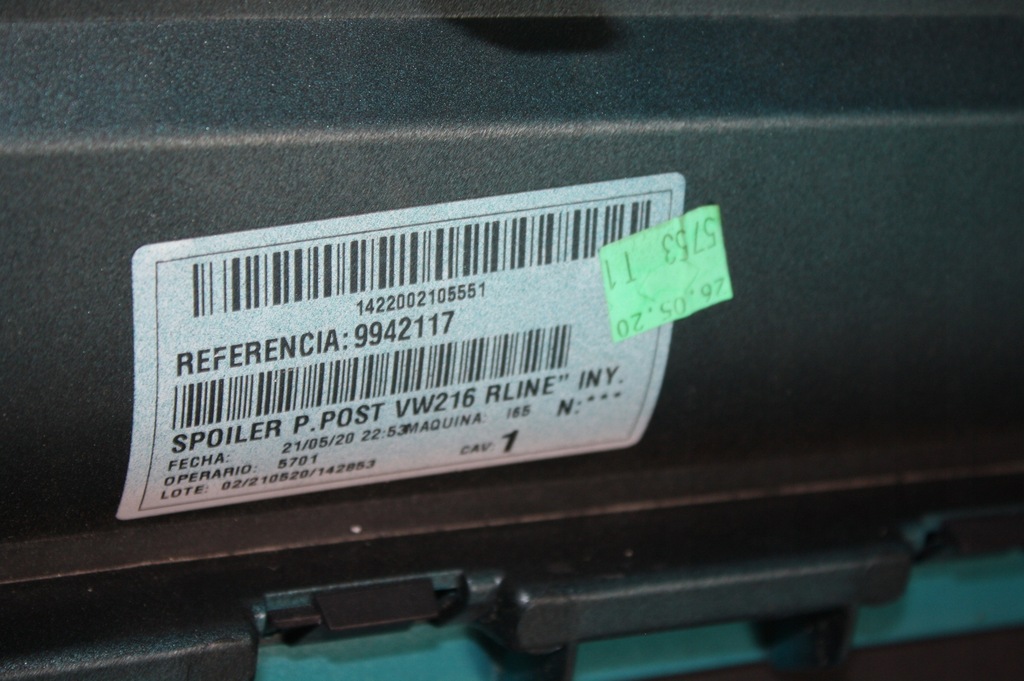 1422002105551
REFERENCIA: 9942117
SPOILER P.POST VW216 RLINE" INY.
FECHA: 21/05/20 22:53 MAQUINA: I65 N:***
OPERARIO: 5701 CAV: 1
LOTE: 02/210520/142853
5753 T1
26.05.20